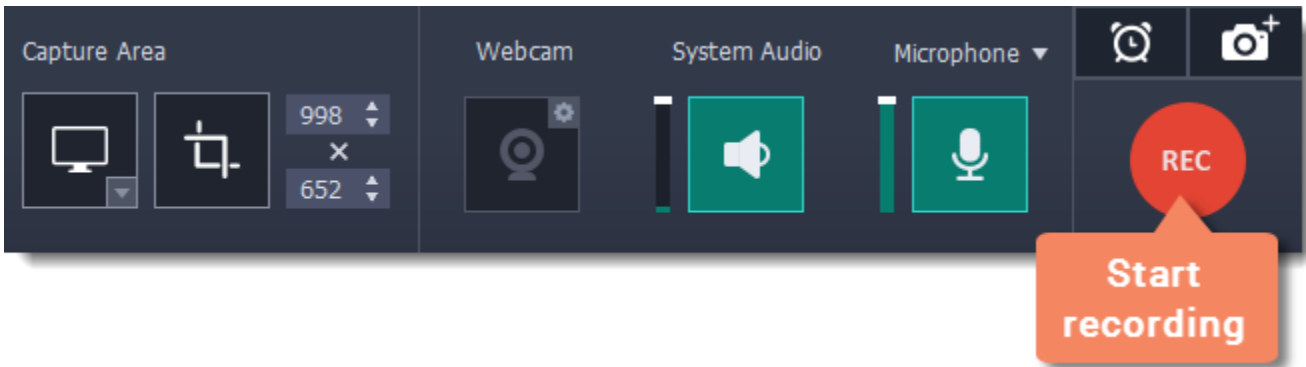 Capture Area
Webcam
System Audio
Microphone
998
×
652
REC
Start
recording